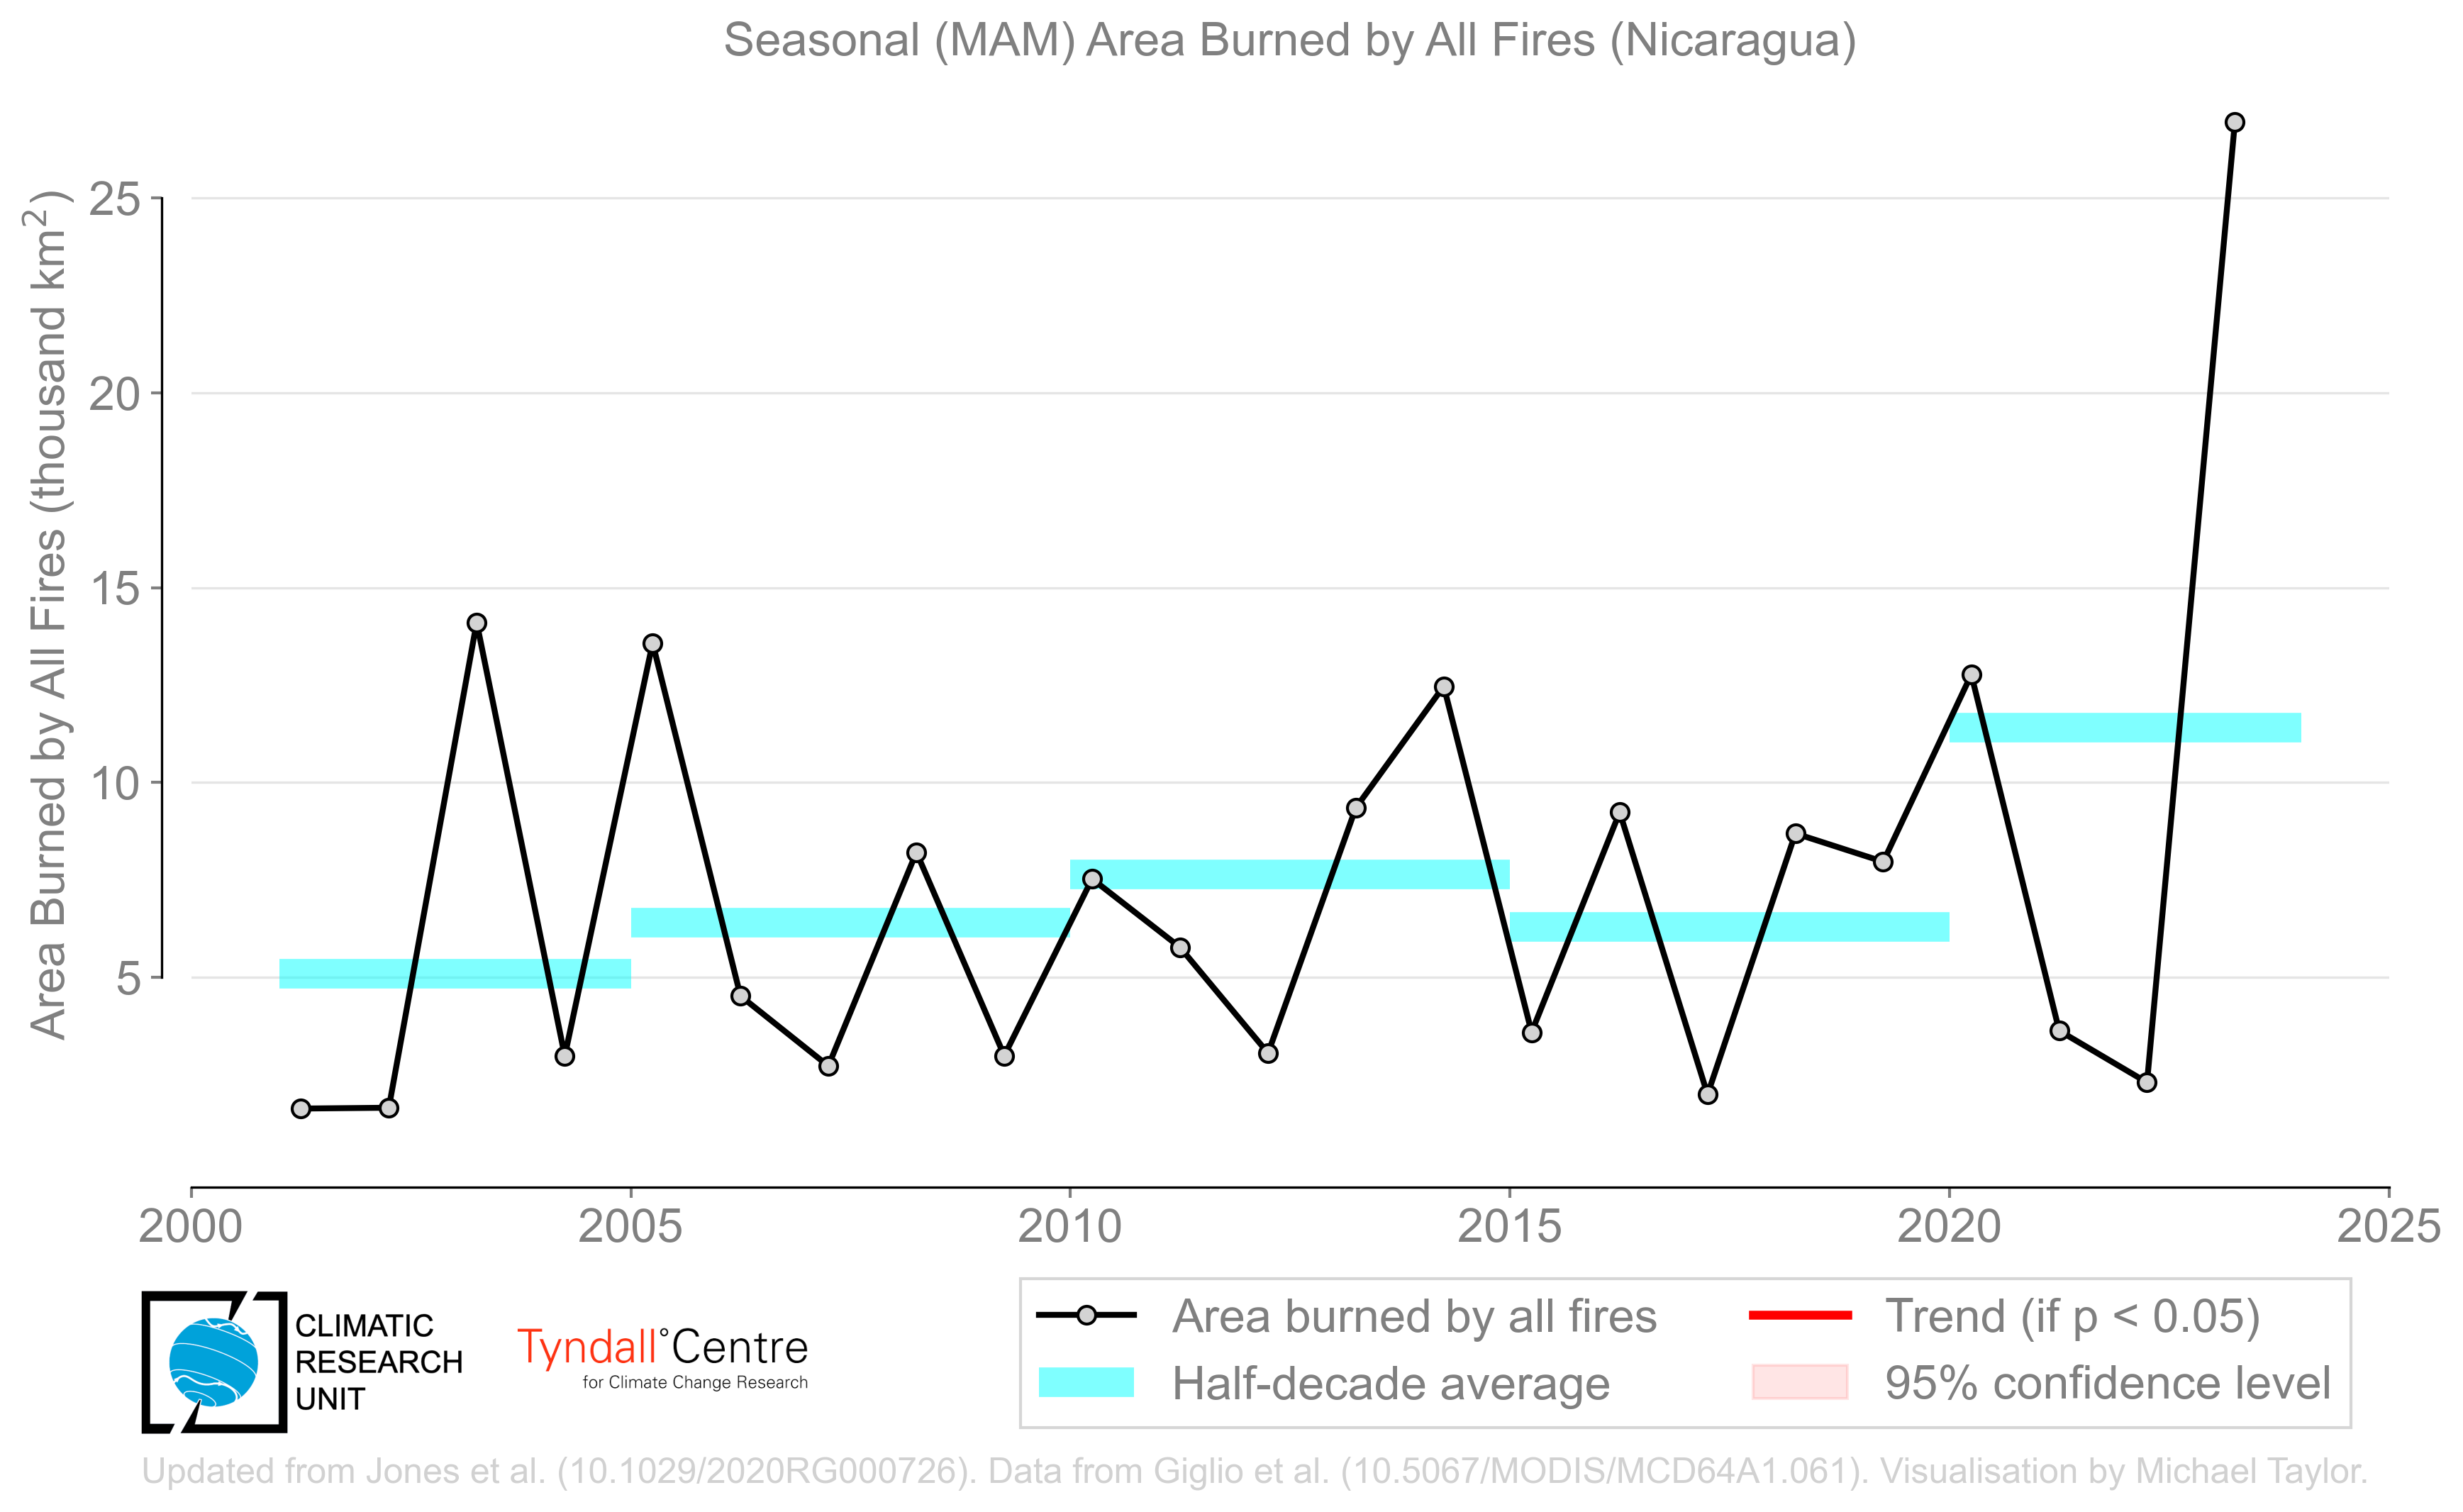 Seasonal (MAM) Area Burned by All Fires (Nicaragua)
Area Burned by All Fires (thousand km²)
25
20
15
10
5
2000 2005 2010 2015 2020 2025
CLIMATIC
RESEARCH
UNIT
Tyndall°Centre
for Climate Change Research
Area burned by all fires
Half-decade average
Trend (if p < 0.05)
95% confidence level
Updated from Jones et al. (10.1029/2020RG000726). Data from Giglio et al. (10.5067/MODIS/MCD64A1.061). Visualisation by Michael Taylor.